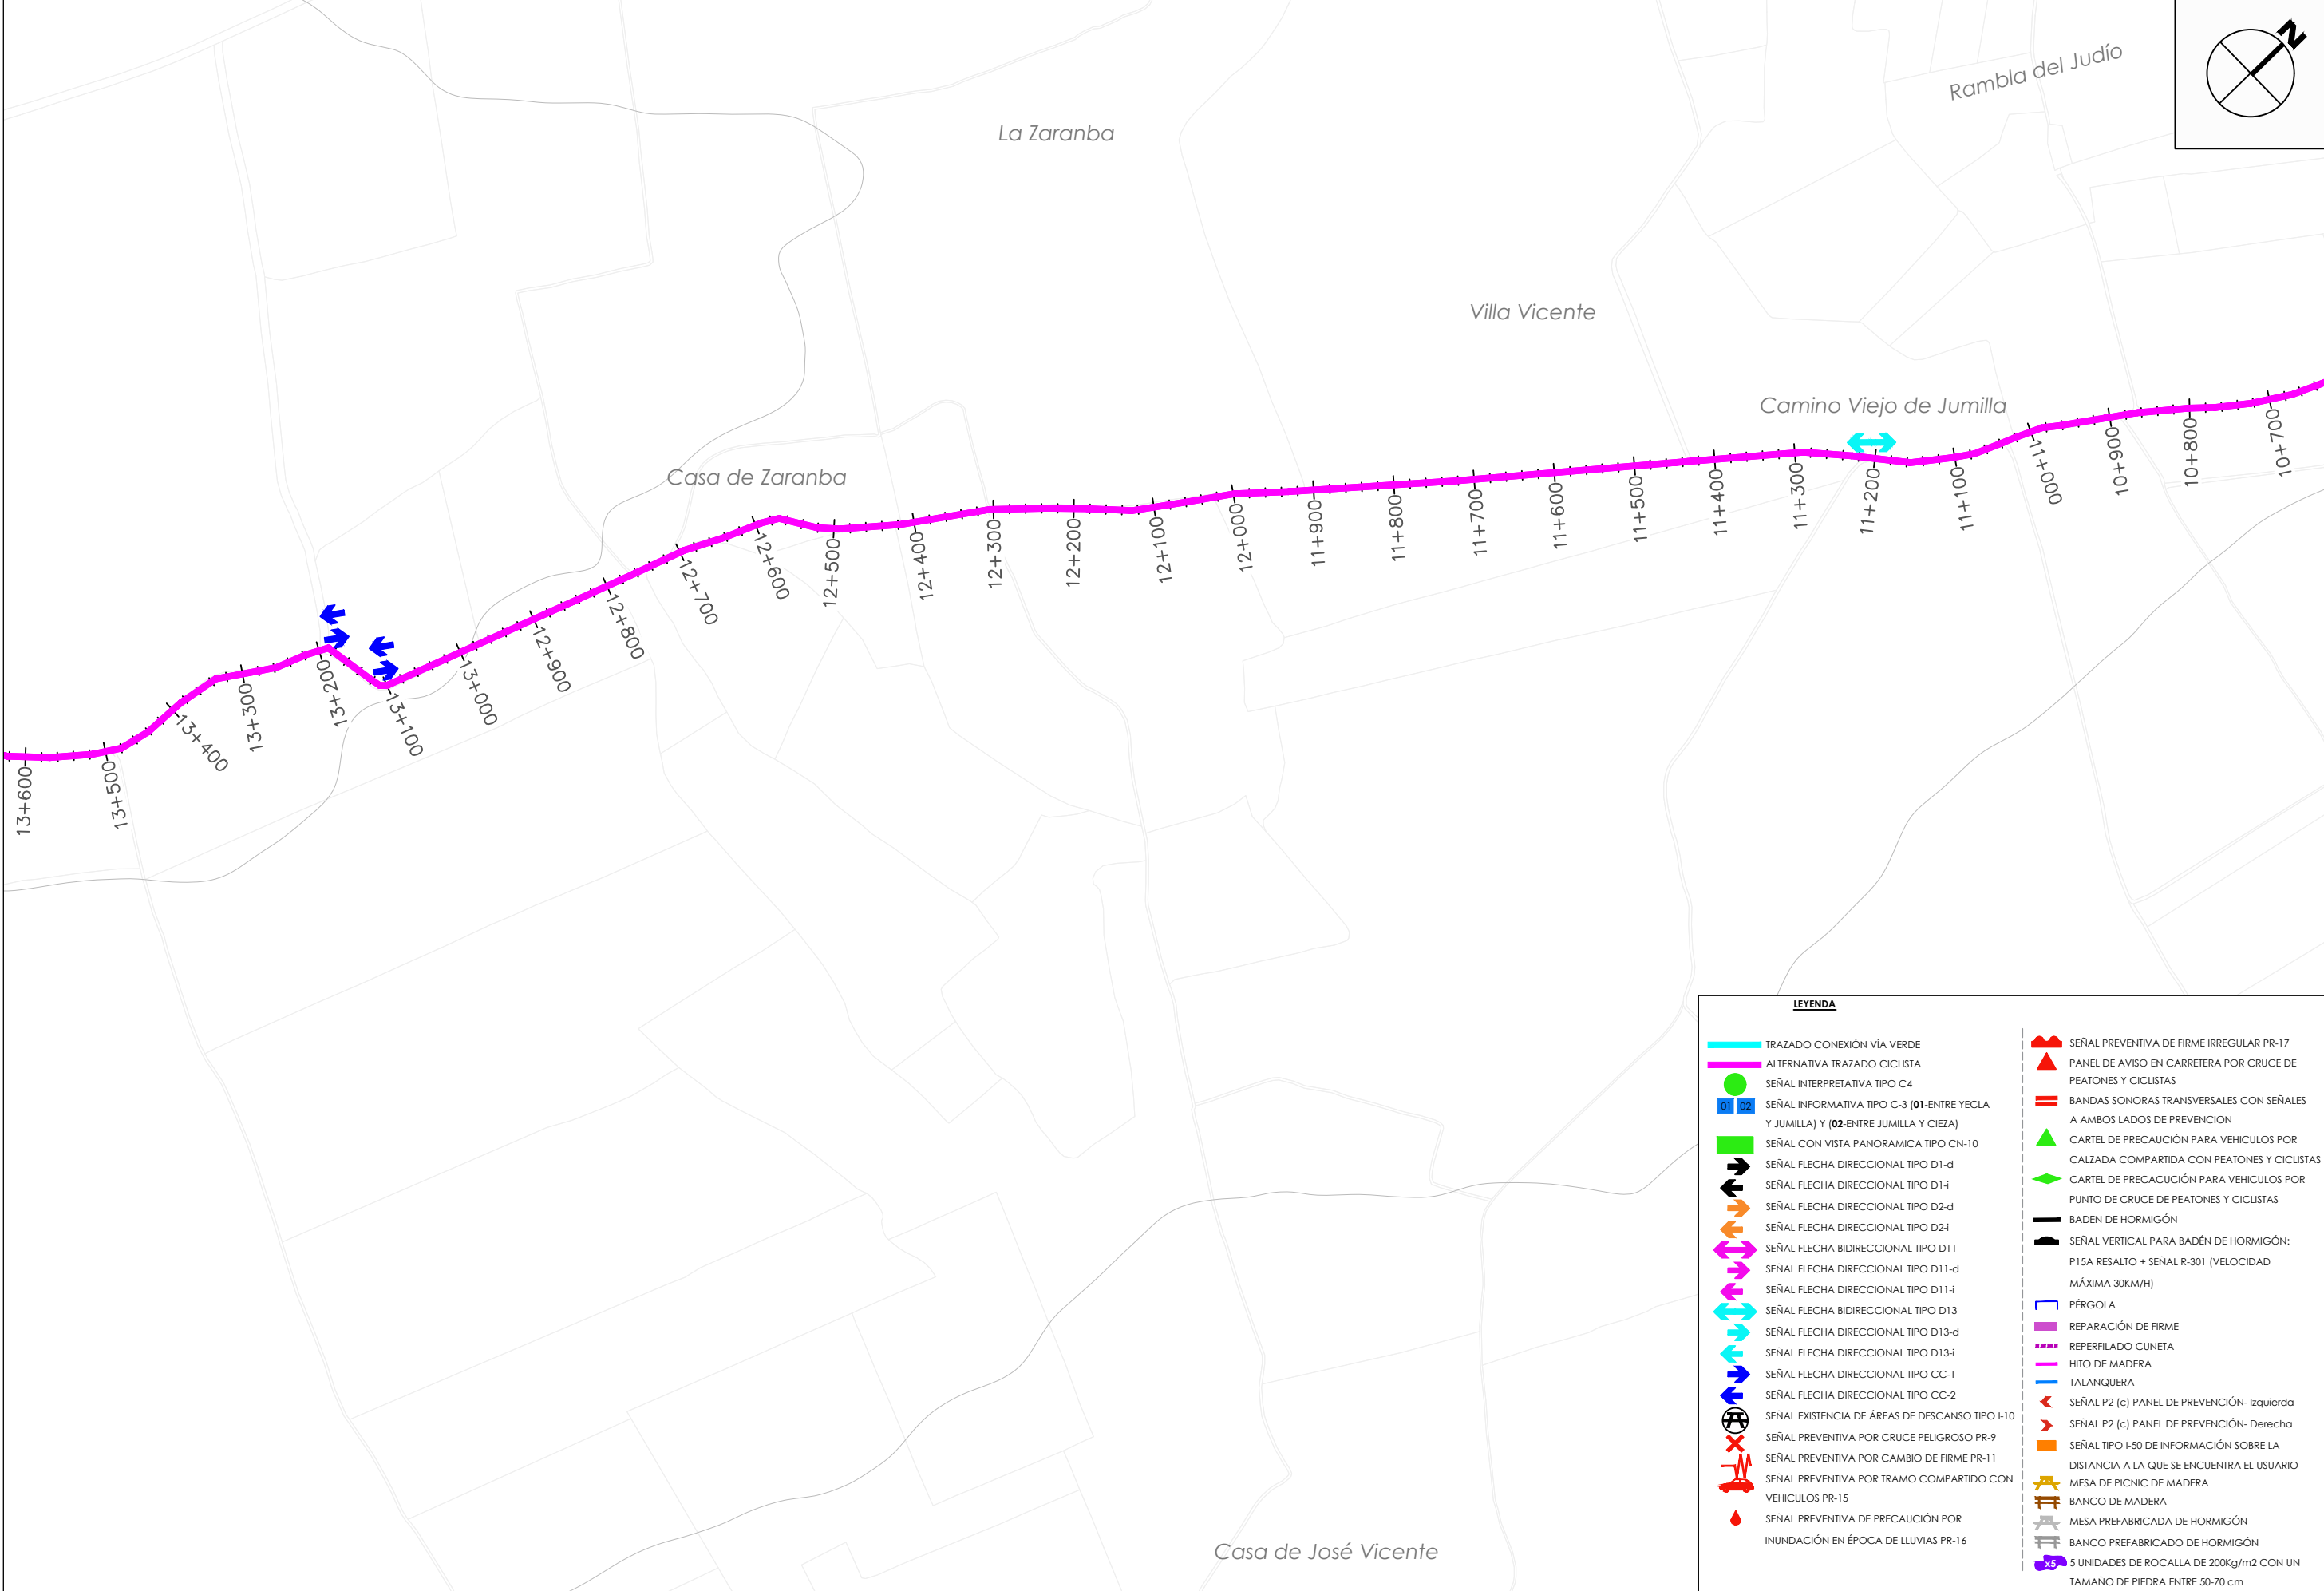 N
Rambla del Judío
La Zaranba
Villa Vicente
Camino Viejo de Jumilla
Casa de Zaranba
13+600
13+500
13+400
13+300
13+200
13+100
13+000
12+900
12+800
12+700
12+600
12+500
12+400
12+300
12+200
12+100
12+000
11+900
11+800
11+700
11+600
11+500
11+400
11+300
11+200
11+100
11+000
10+900
10+800
10+700
Casa de José Vicente
LEYENDA
TRAZADO CONEXIÓN VÍA VERDE
ALTERNATIVA TRAZADO CICLISTA
SEÑAL INTERPRETATIVA TIPO C4
01 02 SEÑAL INFORMATIVA TIPO C-3 (01-ENTRE YECLA
Y JUMILLA) Y (02-ENTRE JUMILLA Y CIEZA)
SEÑAL CON VISTA PANORAMICA TIPO CN-10
SEÑAL FLECHA DIRECCIONAL TIPO D1-d
SEÑAL FLECHA DIRECCIONAL TIPO D1-i
SEÑAL FLECHA DIRECCIONAL TIPO D2-d
SEÑAL FLECHA DIRECCIONAL TIPO D2-i
SEÑAL FLECHA BIDIRECCIONAL TIPO D11
SEÑAL FLECHA DIRECCIONAL TIPO D11-d
SEÑAL FLECHA DIRECCIONAL TIPO D11-i
SEÑAL FLECHA BIDIRECCIONAL TIPO D13
SEÑAL FLECHA DIRECCIONAL TIPO D13-d
SEÑAL FLECHA DIRECCIONAL TIPO D13-i
SEÑAL FLECHA DIRECCIONAL TIPO CC-1
SEÑAL FLECHA DIRECCIONAL TIPO CC-2
SEÑAL EXISTENCIA DE ÁREAS DE DESCANSO TIPO I-10
SEÑAL PREVENTIVA POR CRUCE PELIGROSO PR-9
SEÑAL PREVENTIVA POR CAMBIO DE FIRME PR-11
SEÑAL PREVENTIVA POR TRAMO COMPARTIDO CON
VEHICULOS PR-15
SEÑAL PREVENTIVA DE PRECAUCIÓN POR
INUNDACIÓN EN ÉPOCA DE LLUVIAS PR-16
SEÑAL PREVENTIVA DE FIRME IRREGULAR PR-17
PANEL DE AVISO EN CARRETERA POR CRUCE DE
PEATONES Y CICLISTAS
BANDAS SONORAS TRANSVERSALES CON SEÑALES
A AMBOS LADOS DE PREVENCION
CARTEL DE PRECAUCIÓN PARA VEHICULOS POR
CALZADA COMPARTIDA CON PEATONES Y CICLISTAS
CARTEL DE PRECACUCIÓN PARA VEHICULOS POR
PUNTO DE CRUCE DE PEATONES Y CICLISTAS
BADEN DE HORMIGÓN
SEÑAL VERTICAL PARA BADÉN DE HORMIGÓN:
P15A RESALTO + SEÑAL R-301 (VELOCIDAD
MÁXIMA 30KM/H)
PÉRGOLA
REPARACIÓN DE FIRME
REPERFILADO CUNETA
HITO DE MADERA
TALANQUERA
SEÑAL P2 (c) PANEL DE PREVENCIÓN- Izquierda
SEÑAL P2 (c) PANEL DE PREVENCIÓN- Derecha
SEÑAL TIPO I-50 DE INFORMACIÓN SOBRE LA
DISTANCIA A LA QUE SE ENCUENTRA EL USUARIO
MESA DE PICNIC DE MADERA
BANCO DE MADERA
MESA PREFABRICADA DE HORMIGÓN
BANCO PREFABRICADO DE HORMIGÓN
x5 5 UNIDADES DE ROCALLA DE 200Kg/m2 CON UN
TAMAÑO DE PIEDRA ENTRE 50-70 cm